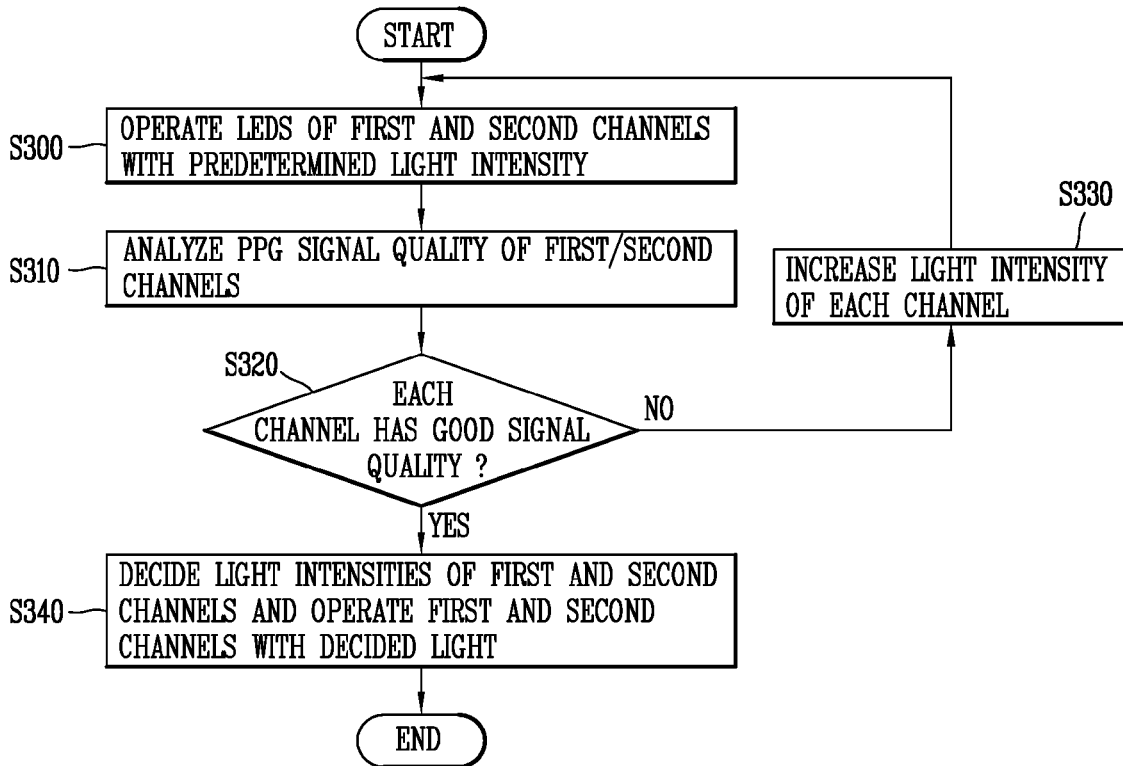 START
S300
OPERATE LEDS OF FIRST AND SECOND CHANNELS
WITH PREDETERMINED LIGHT INTENSITY
S310
ANALYZE PPG SIGNAL QUALITY OF FIRST/SECOND
CHANNELS
S320
EACH
CHANNEL HAS GOOD SIGNAL
QUALITY ?
NO
S330
INCREASE LIGHT INTENSITY
OF EACH CHANNEL
YES
S340
DECIDE LIGHT INTENSITIES OF FIRST AND SECOND
CHANNELS AND OPERATE FIRST AND SECOND
CHANNELS WITH DECIDED LIGHT
END